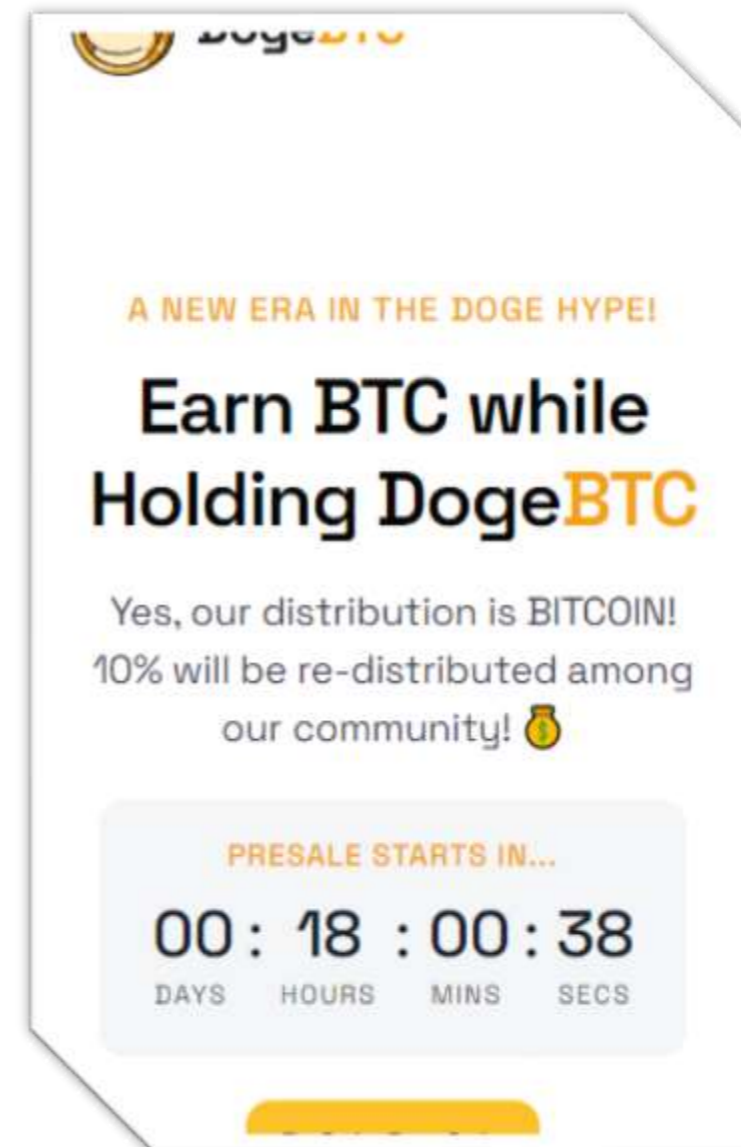 DogeBTC
A NEW ERA IN THE DOGE HYPE!
Earn BTC while
Holding DogeBTC
Yes, our distribution is BITCOIN!
10% will be re-distributed among
our community!
PRESALE STARTS IN...
00 : 18 : 00 : 38
DAYS HOURS MINS SECS